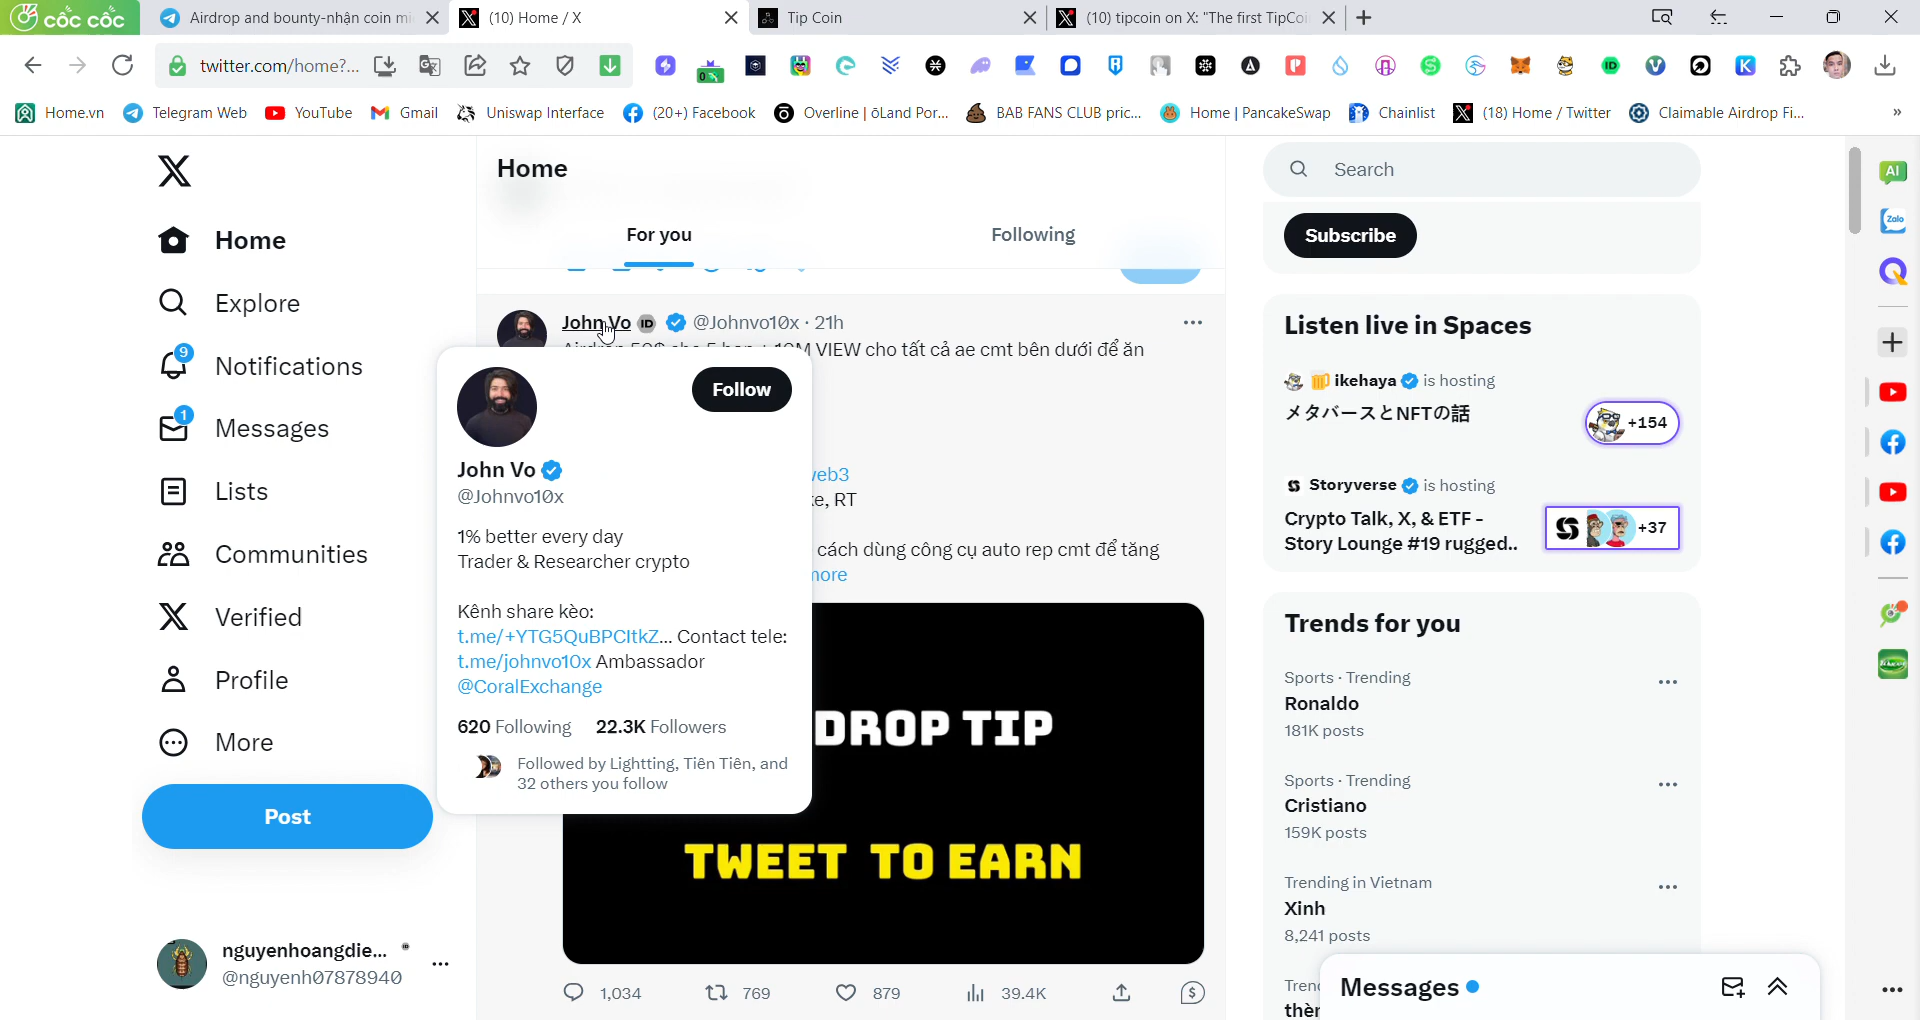 cốc cốc
Airdrop and bounty-nhận coin mi
(10) Home / X
Tip Coin
(10) tipcoin on X: "The first TipCoi
twitter.com/home?...
Home.vn
Telegram Web
YouTube
Gmail
Uniswap Interface
(20+) Facebook
Overline | ōLand Por...
BAB FANS CLUB pric...
Home | PancakeSwap
Chainlist
(18) Home / Twitter
Claimable Airdrop Fi...
Home
Explore
9
Notifications
1
Messages
Lists
Communities
Verified
Profile
More
Post
nguyenhoangdie...
@nguyenh07878940
Home
For you
Following
John Vo ID @Johnvo10x · 21h
M VIEW cho tất cả ae cmt bên dưới để ăn
eb3
, RT
cách dùng công cụ auto rep cmt để tăng
ore
Follow
John Vo
@Johnvo10x
1% better every day
Trader & Researcher crypto
Kênh share kèo:
t.me/+YTG5QuBPCItkZ... Contact tele:
t.me/johnvo10x Ambassador
@CoralExchange
620 Following 22.3K Followers
Followed by Lightting, Tiên Tiên, and
32 others you follow
DROP TIP
TWEET TO EARN
1,034
769
879
39.4K
Search
Subscribe
Listen live in Spaces
ikehaya is hosting
メタバースとNFTの話
+154
Storyverse is hosting
Crypto Talk, X, & ETF -
Story Lounge #19 rugged..
+37
Trends for you
Sports · Trending
Ronaldo
181K posts
Sports · Trending
Cristiano
159K posts
Trending in Vietnam
Xinh
8,241 posts
Tren
thèn
Messages
AI
Zalo